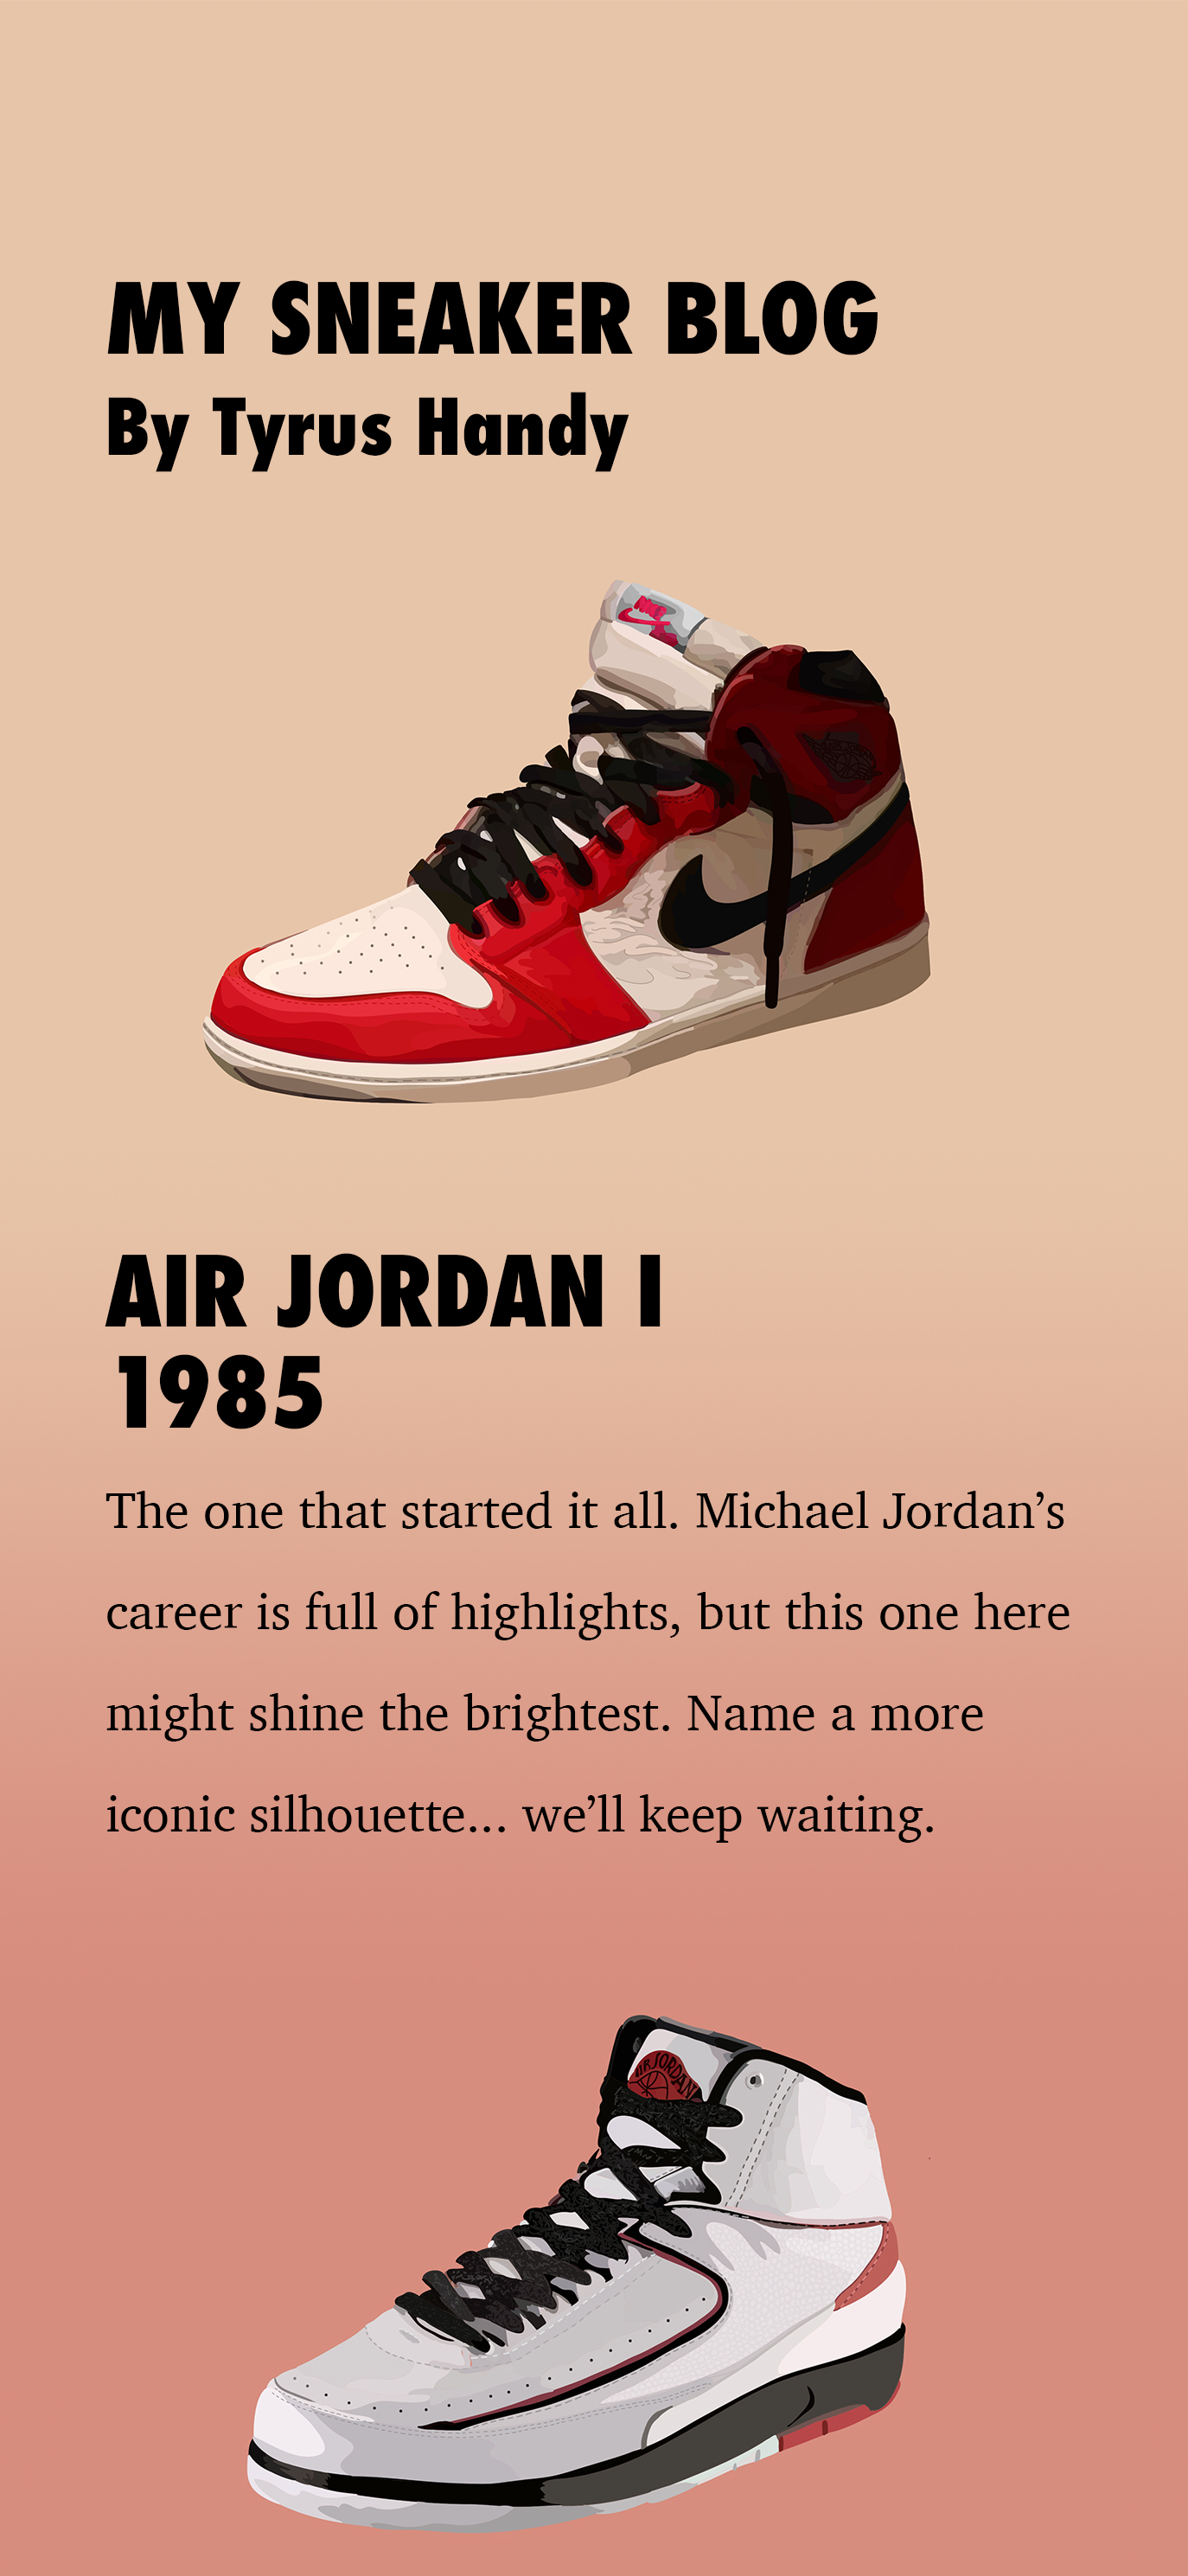 MY SNEAKER BLOG
By Tyrus Handy
NIKE
AIR JORDAN I
1985
The one that started it all. Michael Jordan’s
career is full of highlights, but this one here
might shine the brightest. Name a more
iconic silhouette... we’ll keep waiting.
AIR JORDAN